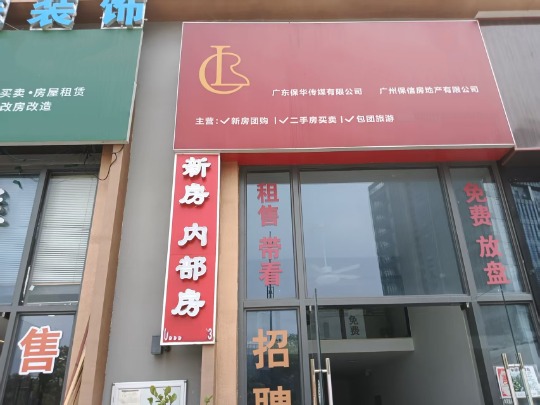 装饰
买卖·房屋租赁
改房改造
广东保华传媒有限公司 广州保信房地产有限公司
主营:✓新房团购 | ✓二手房买卖 | ✓包团旅游
新房 内部房
租售 带看
免费 放盘
免费
招聘
售